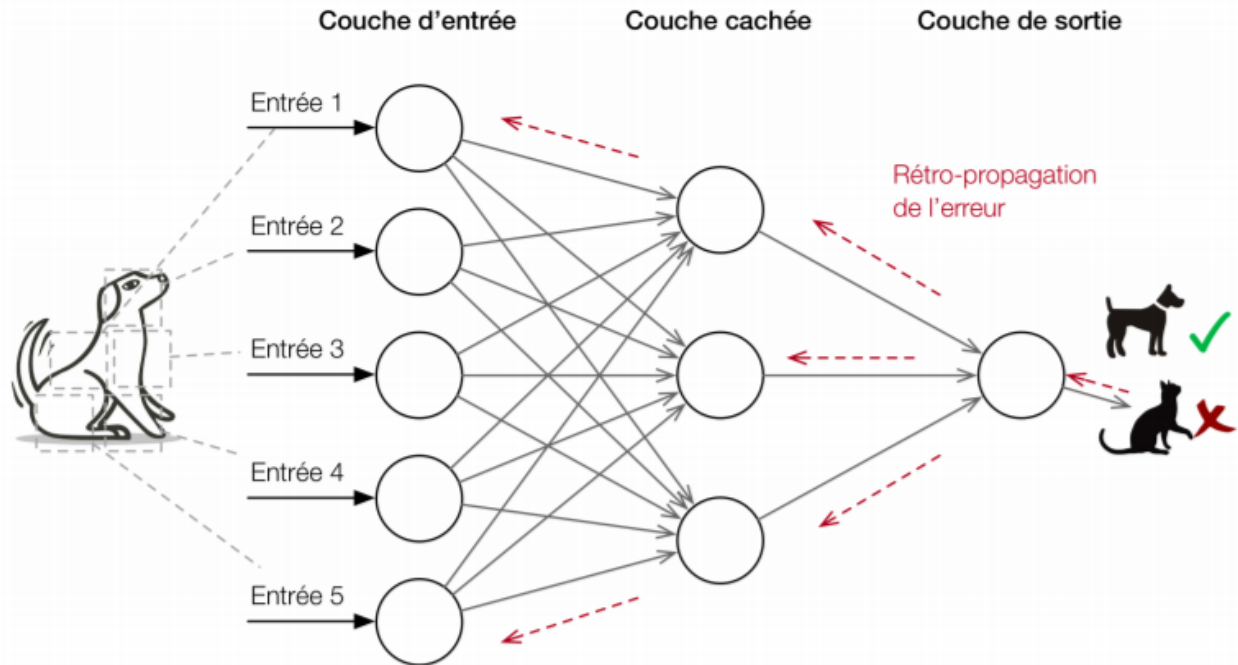 Couche d’entrée
Couche cachée
Couche de sortie
Entrée 1
Entrée 2
Entrée 3
Entrée 4
Entrée 5
Rétro-propagation
de l’erreur